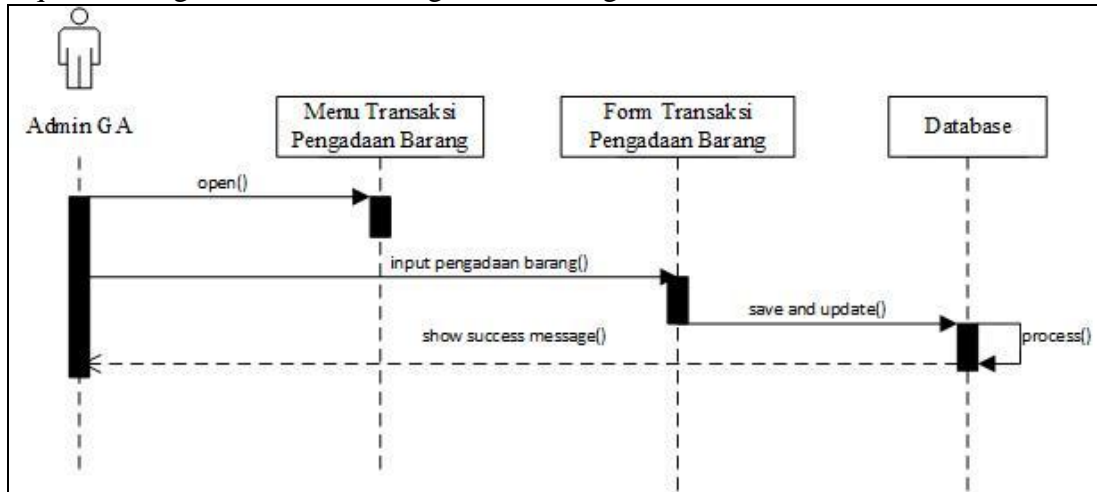 Admin GA
Menu Transaksi
Pengadaan Barang
Form Transaksi
Pengadaan Barang
Database
open()
input pengadaan barang()
save and update()
show success message()
process()